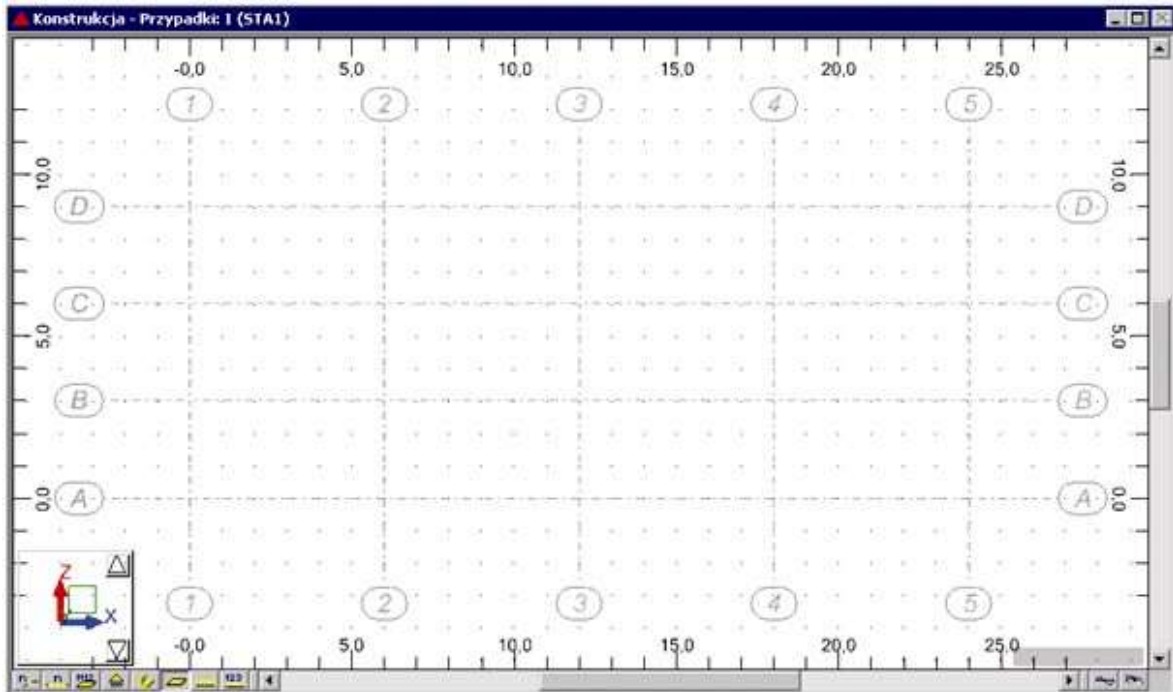 Konstrukcja - Przypadki: 1 (STA1)
-0,0 5,0 10,0 15,0 20,0 25,0
1 2 3 4 5
10,0 10,0
D D
C C
5,0 5,0
B B
0,0 A A 0,0
Z
X
1 2 3 4 5
-0,0 5,0 10,0 15,0 20,0 25,0